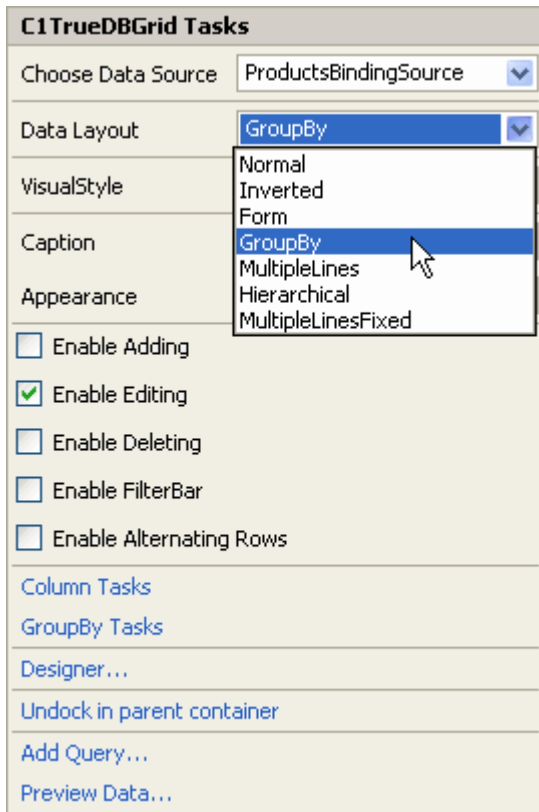 C1TrueDBGrid Tasks
Choose Data Source ProductsBindingSource
Data Layout GroupBy
Normal
VisualStyle Inverted
Form
Caption GroupBy
MultipleLines
Appearance Hierarchical
MultipleLinesFixed
Enable Adding
Enable Editing
Enable Deleting
Enable FilterBar
Enable Alternating Rows
Column Tasks
GroupBy Tasks
Designer...
Undock in parent container
Add Query...
Preview Data...